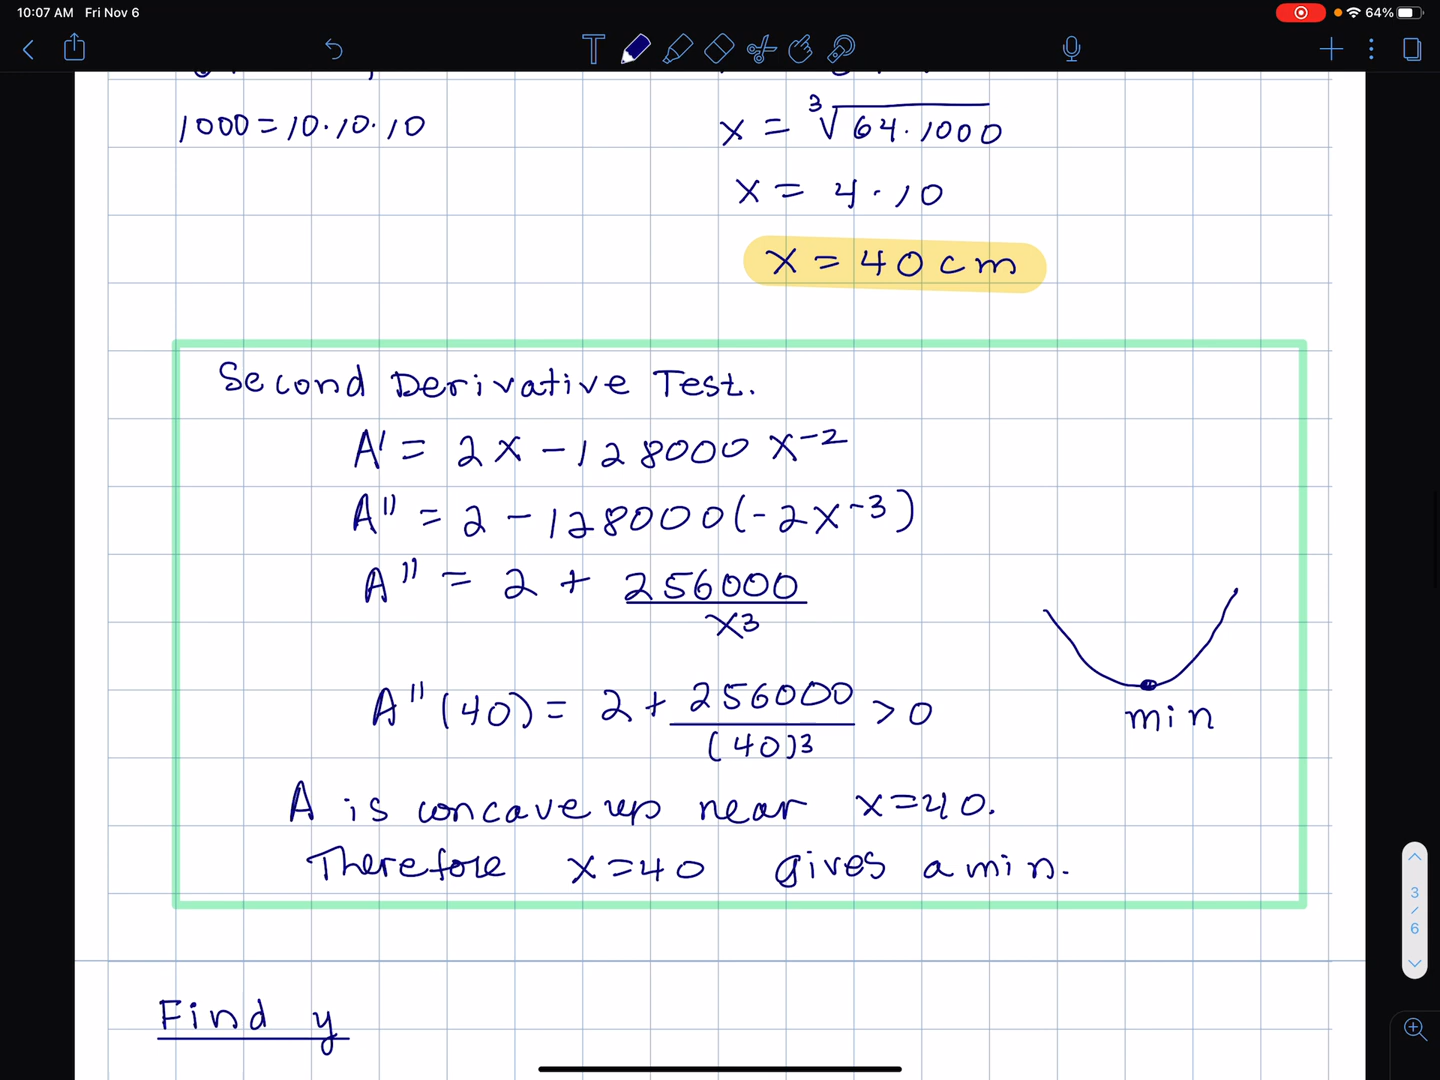 10:07 AM Fri Nov 6
64%
1000 = 10·10·10
x = ³√64·1000
x = 4·10
x = 40 cm
Second Derivative Test.
A' = 2x - 128000 x⁻²
A'' = 2 - 128000(-2x⁻³)
A'' = 2 + 256000/x³
A''(40) = 2 + 256000/(40)³ > 0
min
A is concave up near x=40.
Therefore x=40 gives a min.
3/6
Find y